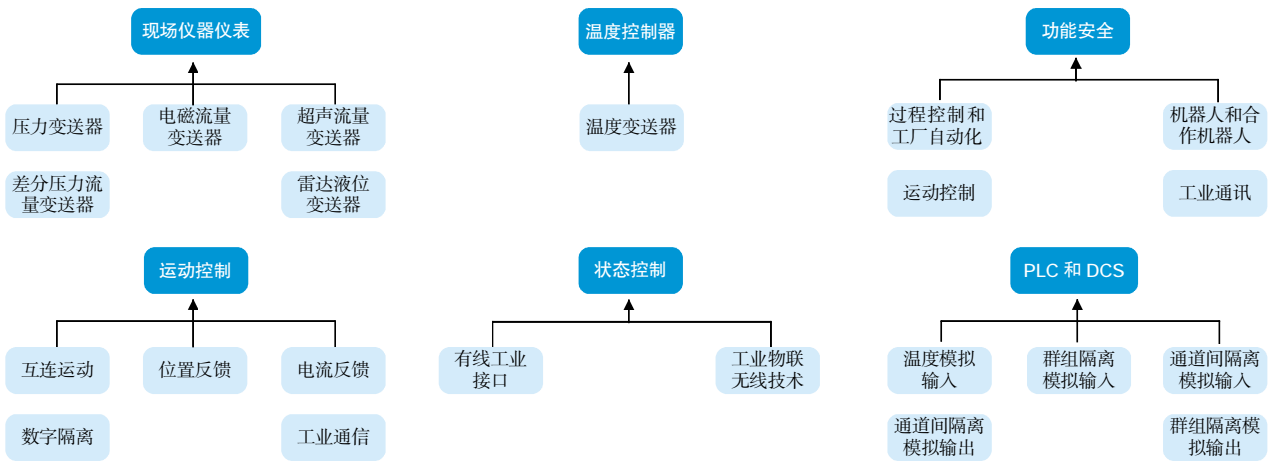 现场仪器仪表
压力变送器
电磁流量
变送器
超声流量
变送器
差分压力流
量变送器
雷达液位
变送器
温度控制器
温度变送器
功能安全
过程控制和
工厂自动化
机器人和合
作机器人
运动控制
工业通讯
运动控制
互连运动
位置反馈
电流反馈
数字隔离
工业通信
状态控制
有线工业
接口
工业物联
无线技术
PLC 和 DCS
温度模拟
输入
群组隔离
模拟输入
通道间隔离
模拟输入
通道间隔离
模拟输出
群组隔离模
拟输出